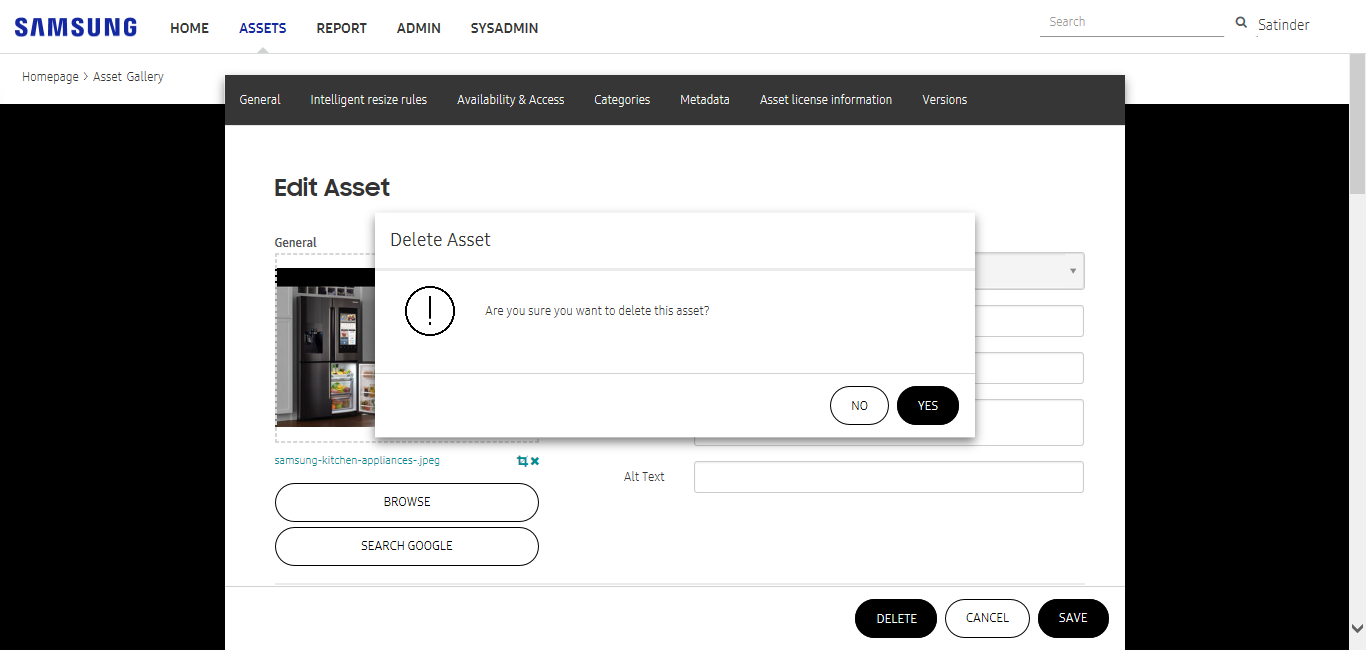 SAMSUNG HOME ASSETS REPORT ADMIN SYSADMIN Search Satinder
Homepage > Asset Gallery
General Intelligent resize rules Availability & Access Categories Metadata Asset license information Versions
Edit Asset
General
Delete Asset
Are you sure you want to delete this asset?
NO YES
samsung-kitchen-appliances-.jpeg
Alt Text
BROWSE
SEARCH GOOGLE
DELETE CANCEL SAVE